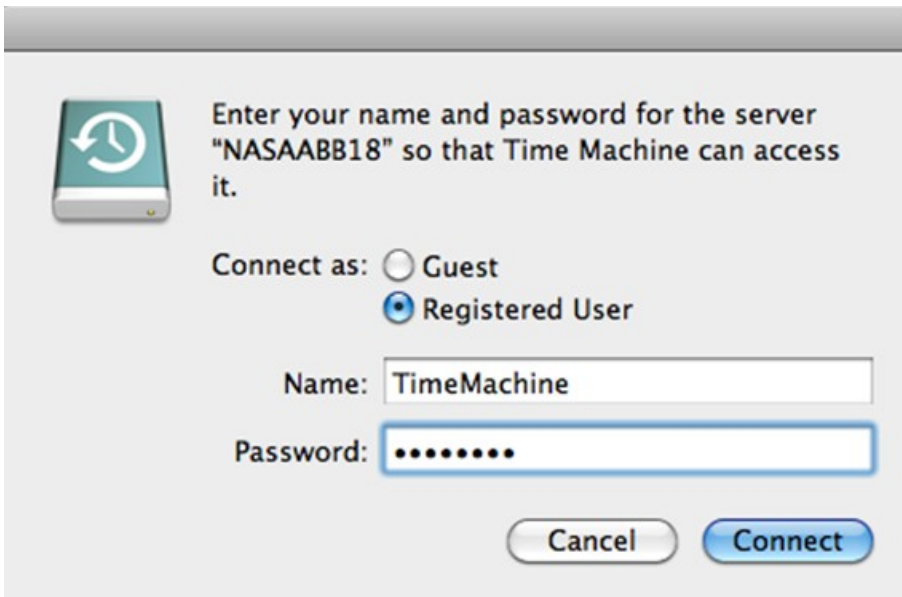 Enter your name and password for the server
“NASAABB18” so that Time Machine can access
it.
Connect as: Guest
Registered User
Name: TimeMachine
Password: ••••••••
Cancel Connect